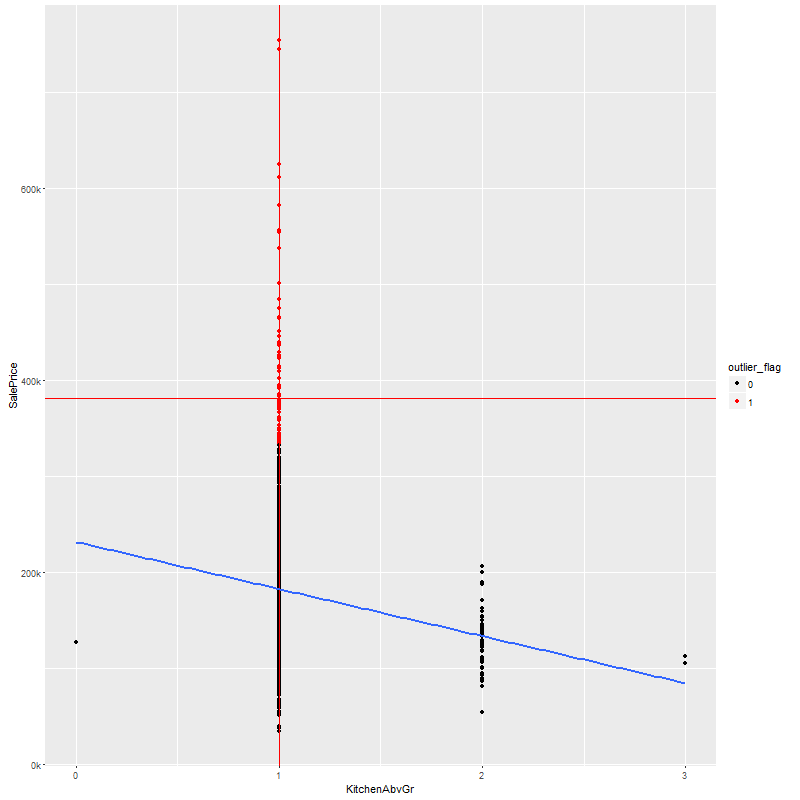 600k
400k
200k
0k
SalePrice
0 1 2 3
KitchenAbvGr
outlier_flag
0
1